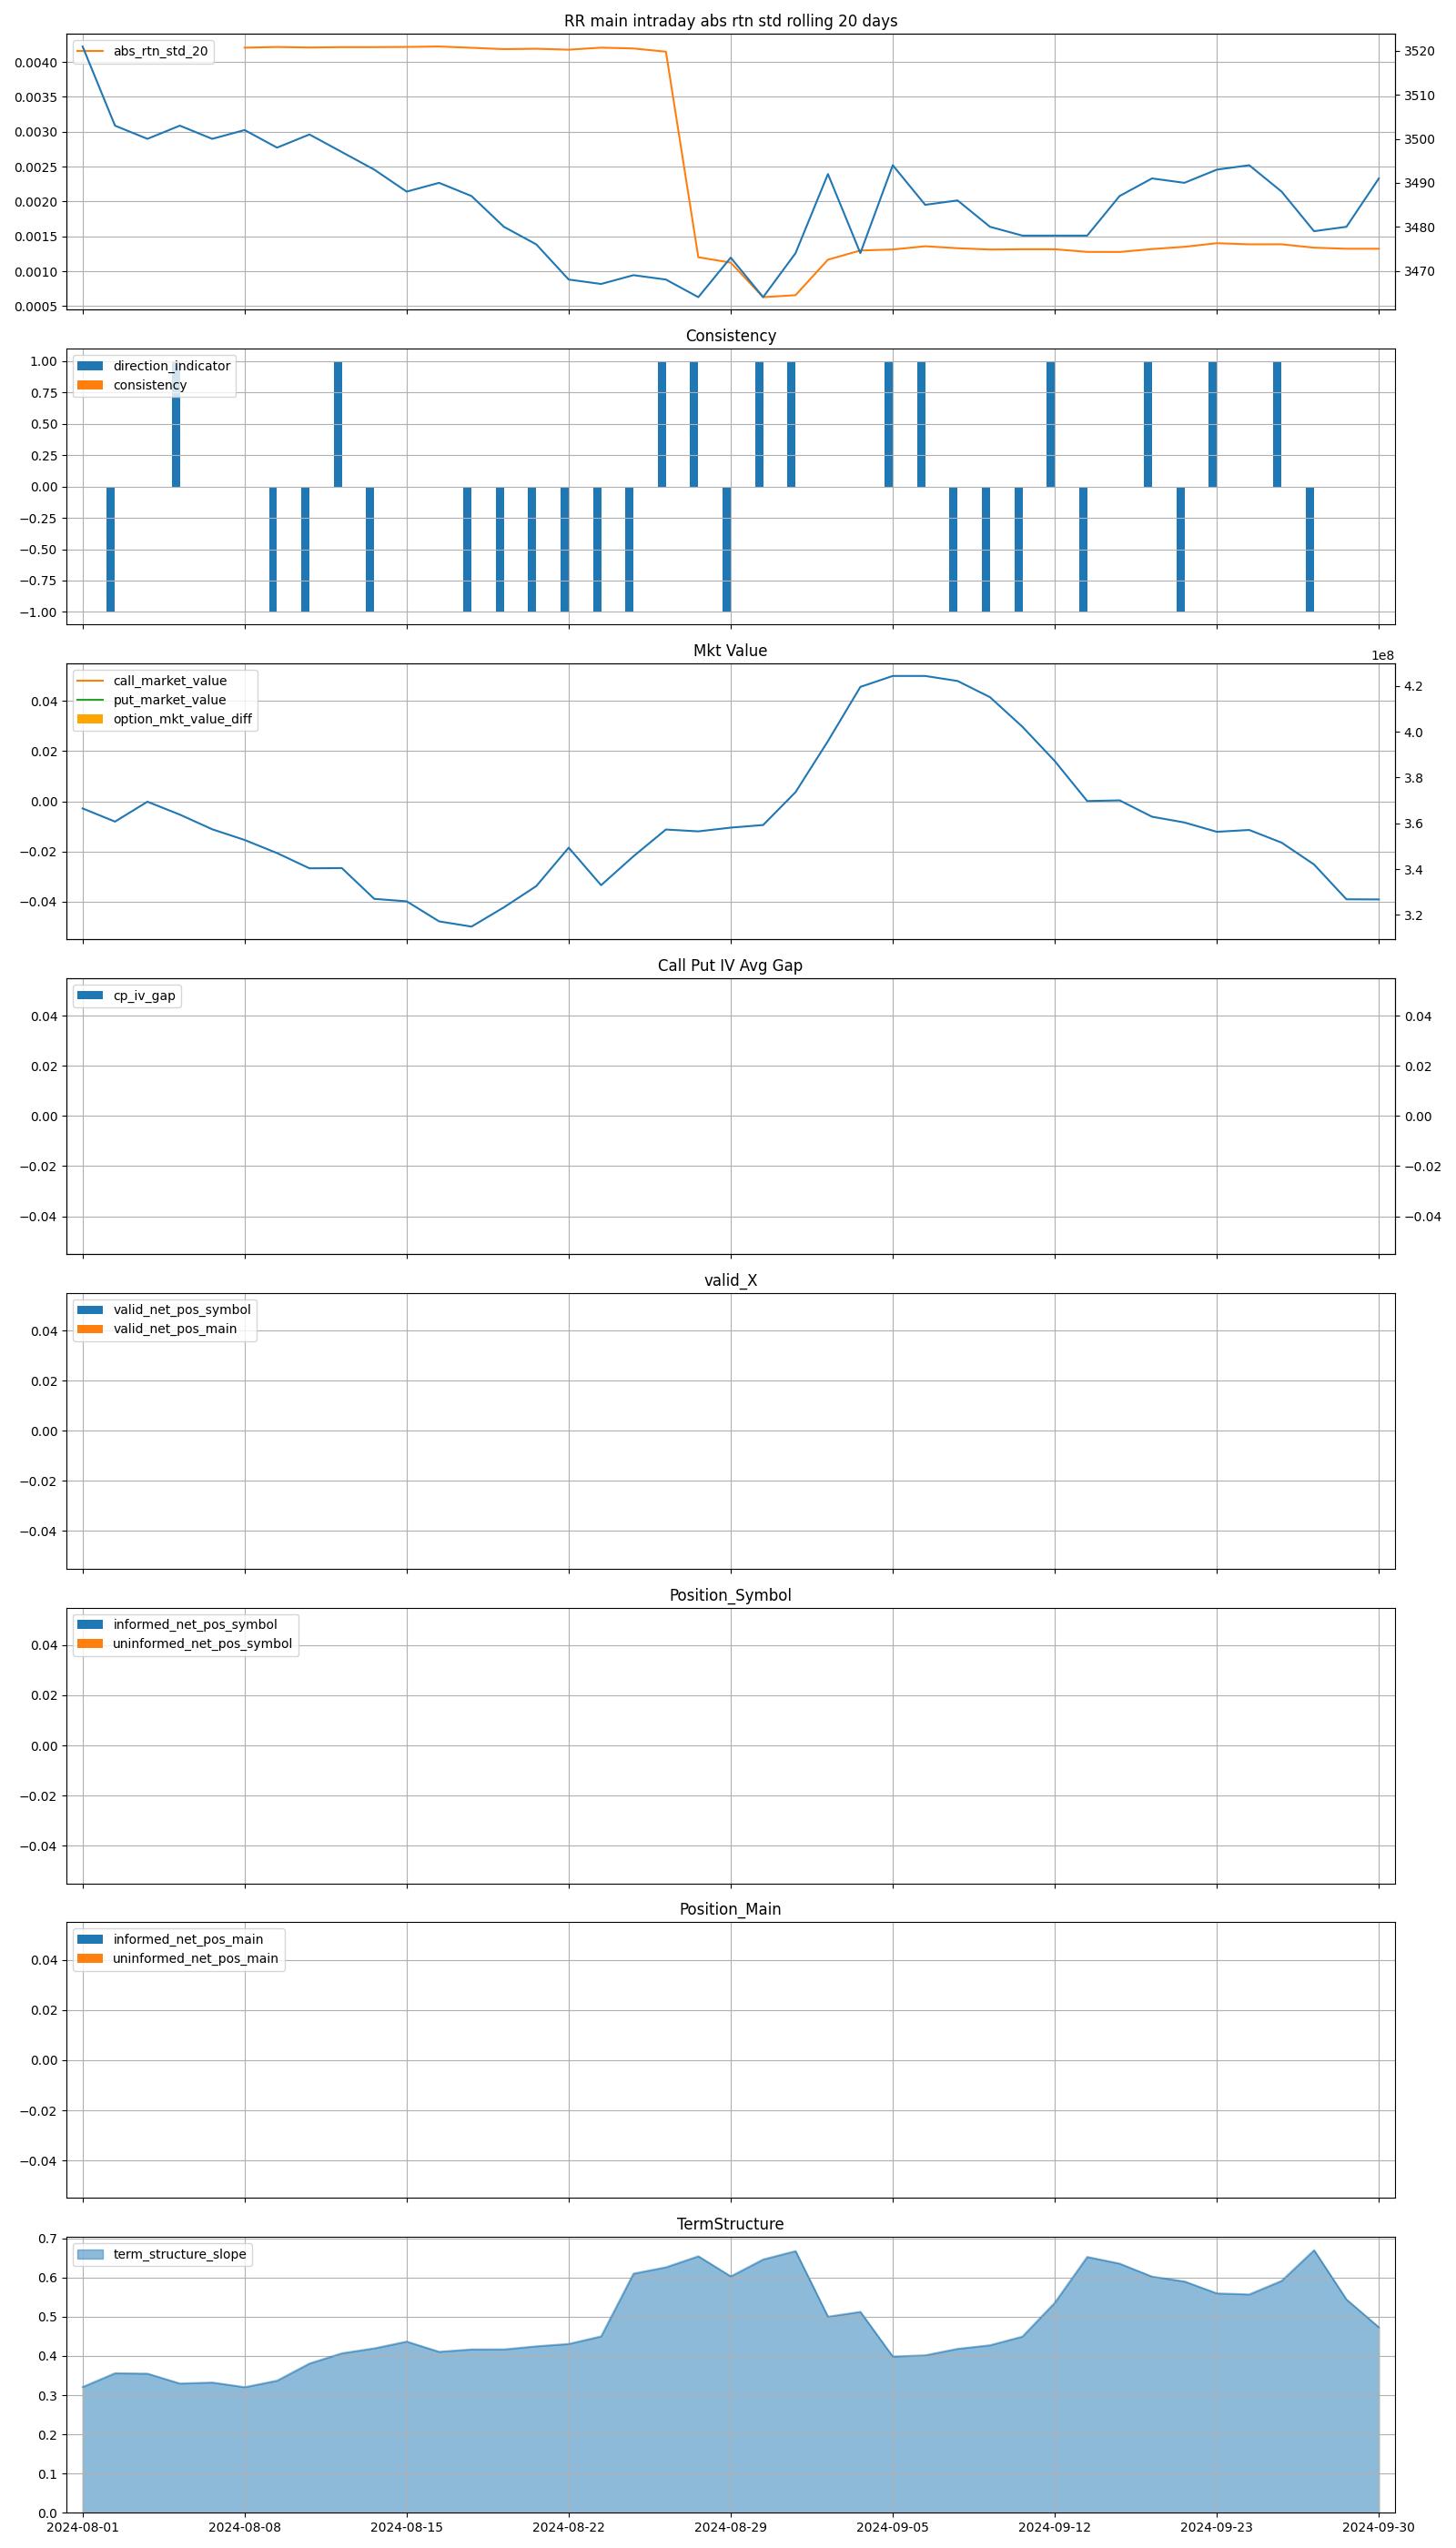 RR main intraday abs rtn std rolling 20 days
abs_rtn_std_20
0.0040
0.0035
0.0030
0.0025
0.0020
0.0015
0.0010
0.0005
3520
3510
3500
3490
3480
3470
Consistency
direction_indicator
consistency
1.00
0.75
0.50
0.25
0.00
−0.25
−0.50
−0.75
−1.00
Mkt Value
1e8
call_market_value
put_market_value
option_mkt_value_diff
0.04
0.02
0.00
−0.02
−0.04
4.2
4.0
3.8
3.6
3.4
3.2
Call Put IV Avg Gap
cp_iv_gap
0.04
0.02
0.00
−0.02
−0.04
0.04
0.02
0.00
−0.02
−0.04
valid_X
valid_net_pos_symbol
valid_net_pos_main
0.04
0.02
0.00
−0.02
−0.04
Position_Symbol
informed_net_pos_symbol
uninformed_net_pos_symbol
0.04
0.02
0.00
−0.02
−0.04
Position_Main
informed_net_pos_main
uninformed_net_pos_main
0.04
0.02
0.00
−0.02
−0.04
TermStructure
term_structure_slope
0.7
0.6
0.5
0.4
0.3
0.2
0.1
0.0
2024-08-01 2024-08-08 2024-08-15 2024-08-22 2024-08-29 2024-09-05 2024-09-12 2024-09-23 2024-09-30